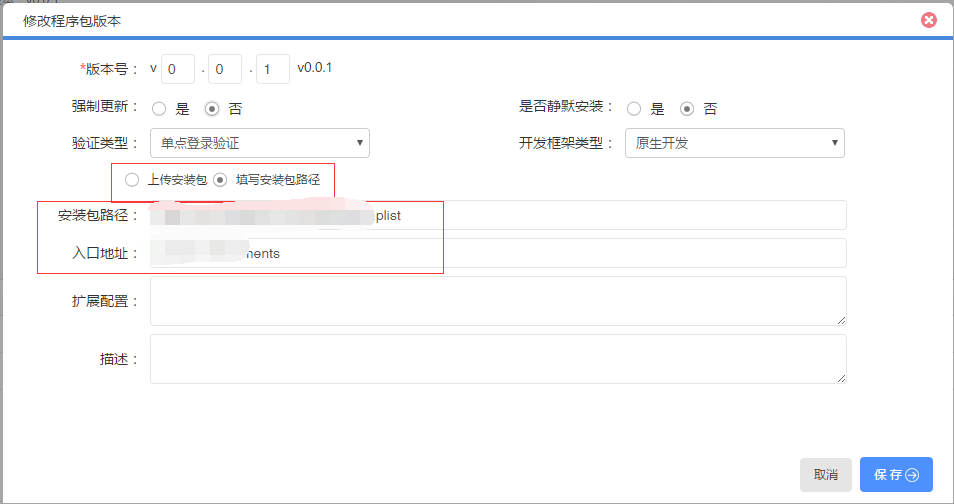 修改程序包版本
*版本号： v 0 . 0 . 1 v0.0.1
强制更新： 是 否 是否静默安装： 是 否
验证类型： 单点登录验证 开发框架类型： 原生开发
上传安装包 填写安装包路径
安装包路径： plist
入口地址： ments
扩展配置：
描述：
取消 保存